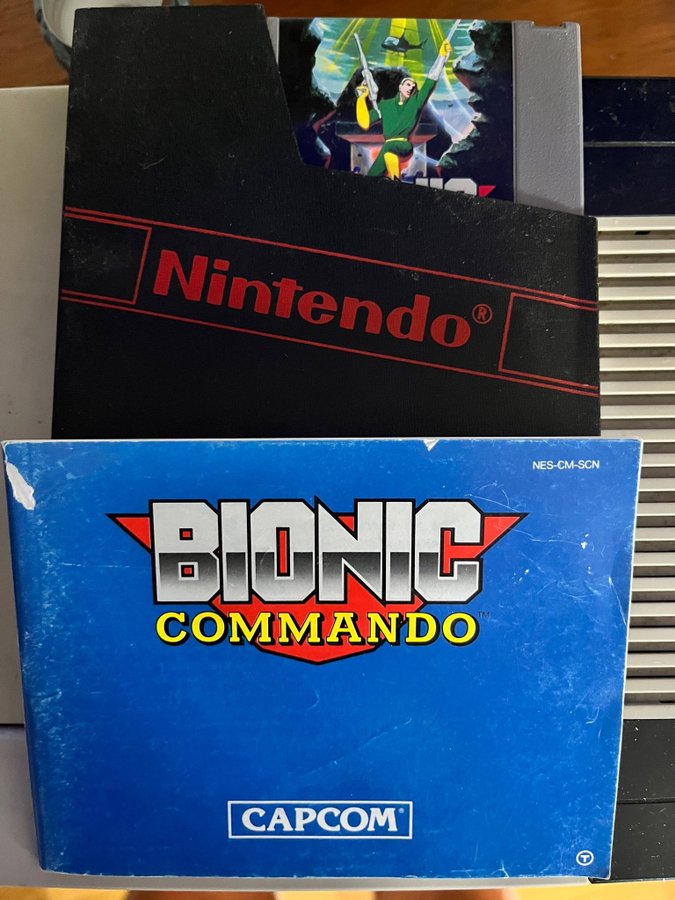 Nintendo®
NES-CM-SCN
BIONIC
COMMANDO™
CAPCOM®
T